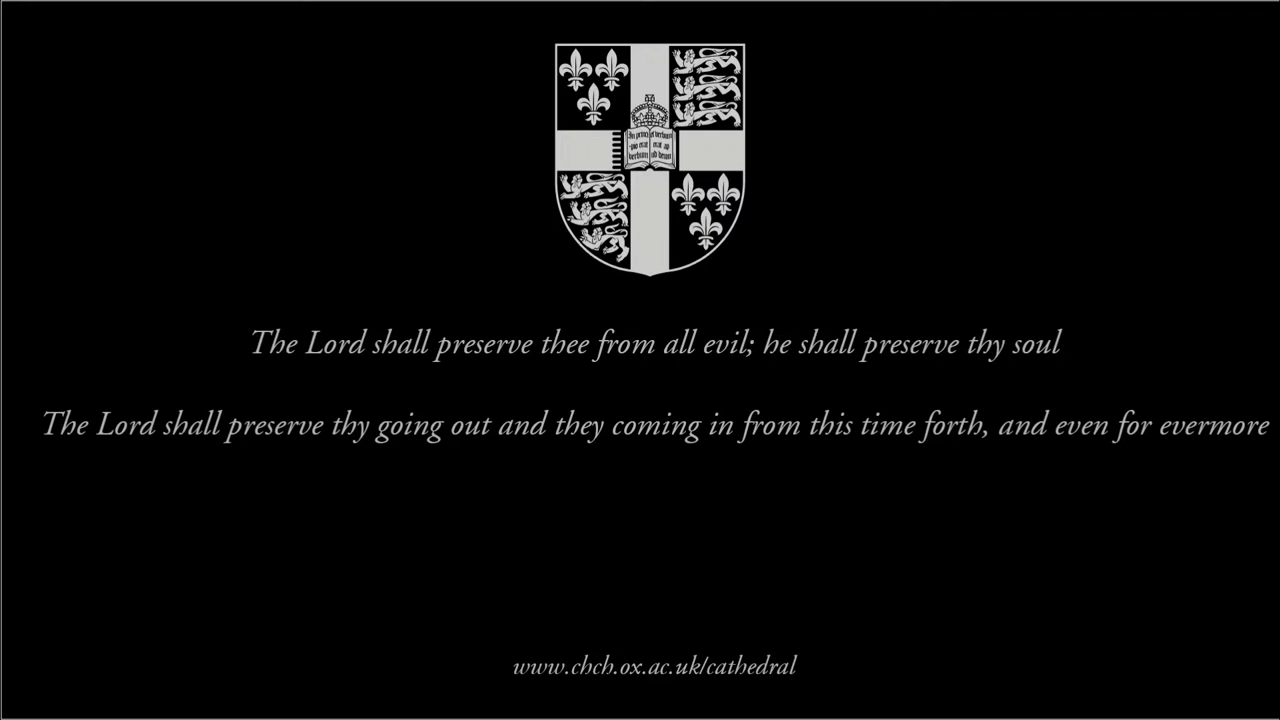 The Lord shall preserve thee from all evil; he shall preserve thy soul
The Lord shall preserve thy going out and they coming in from this time forth, and even for evermore
www.chch.ox.ac.uk/cathedral